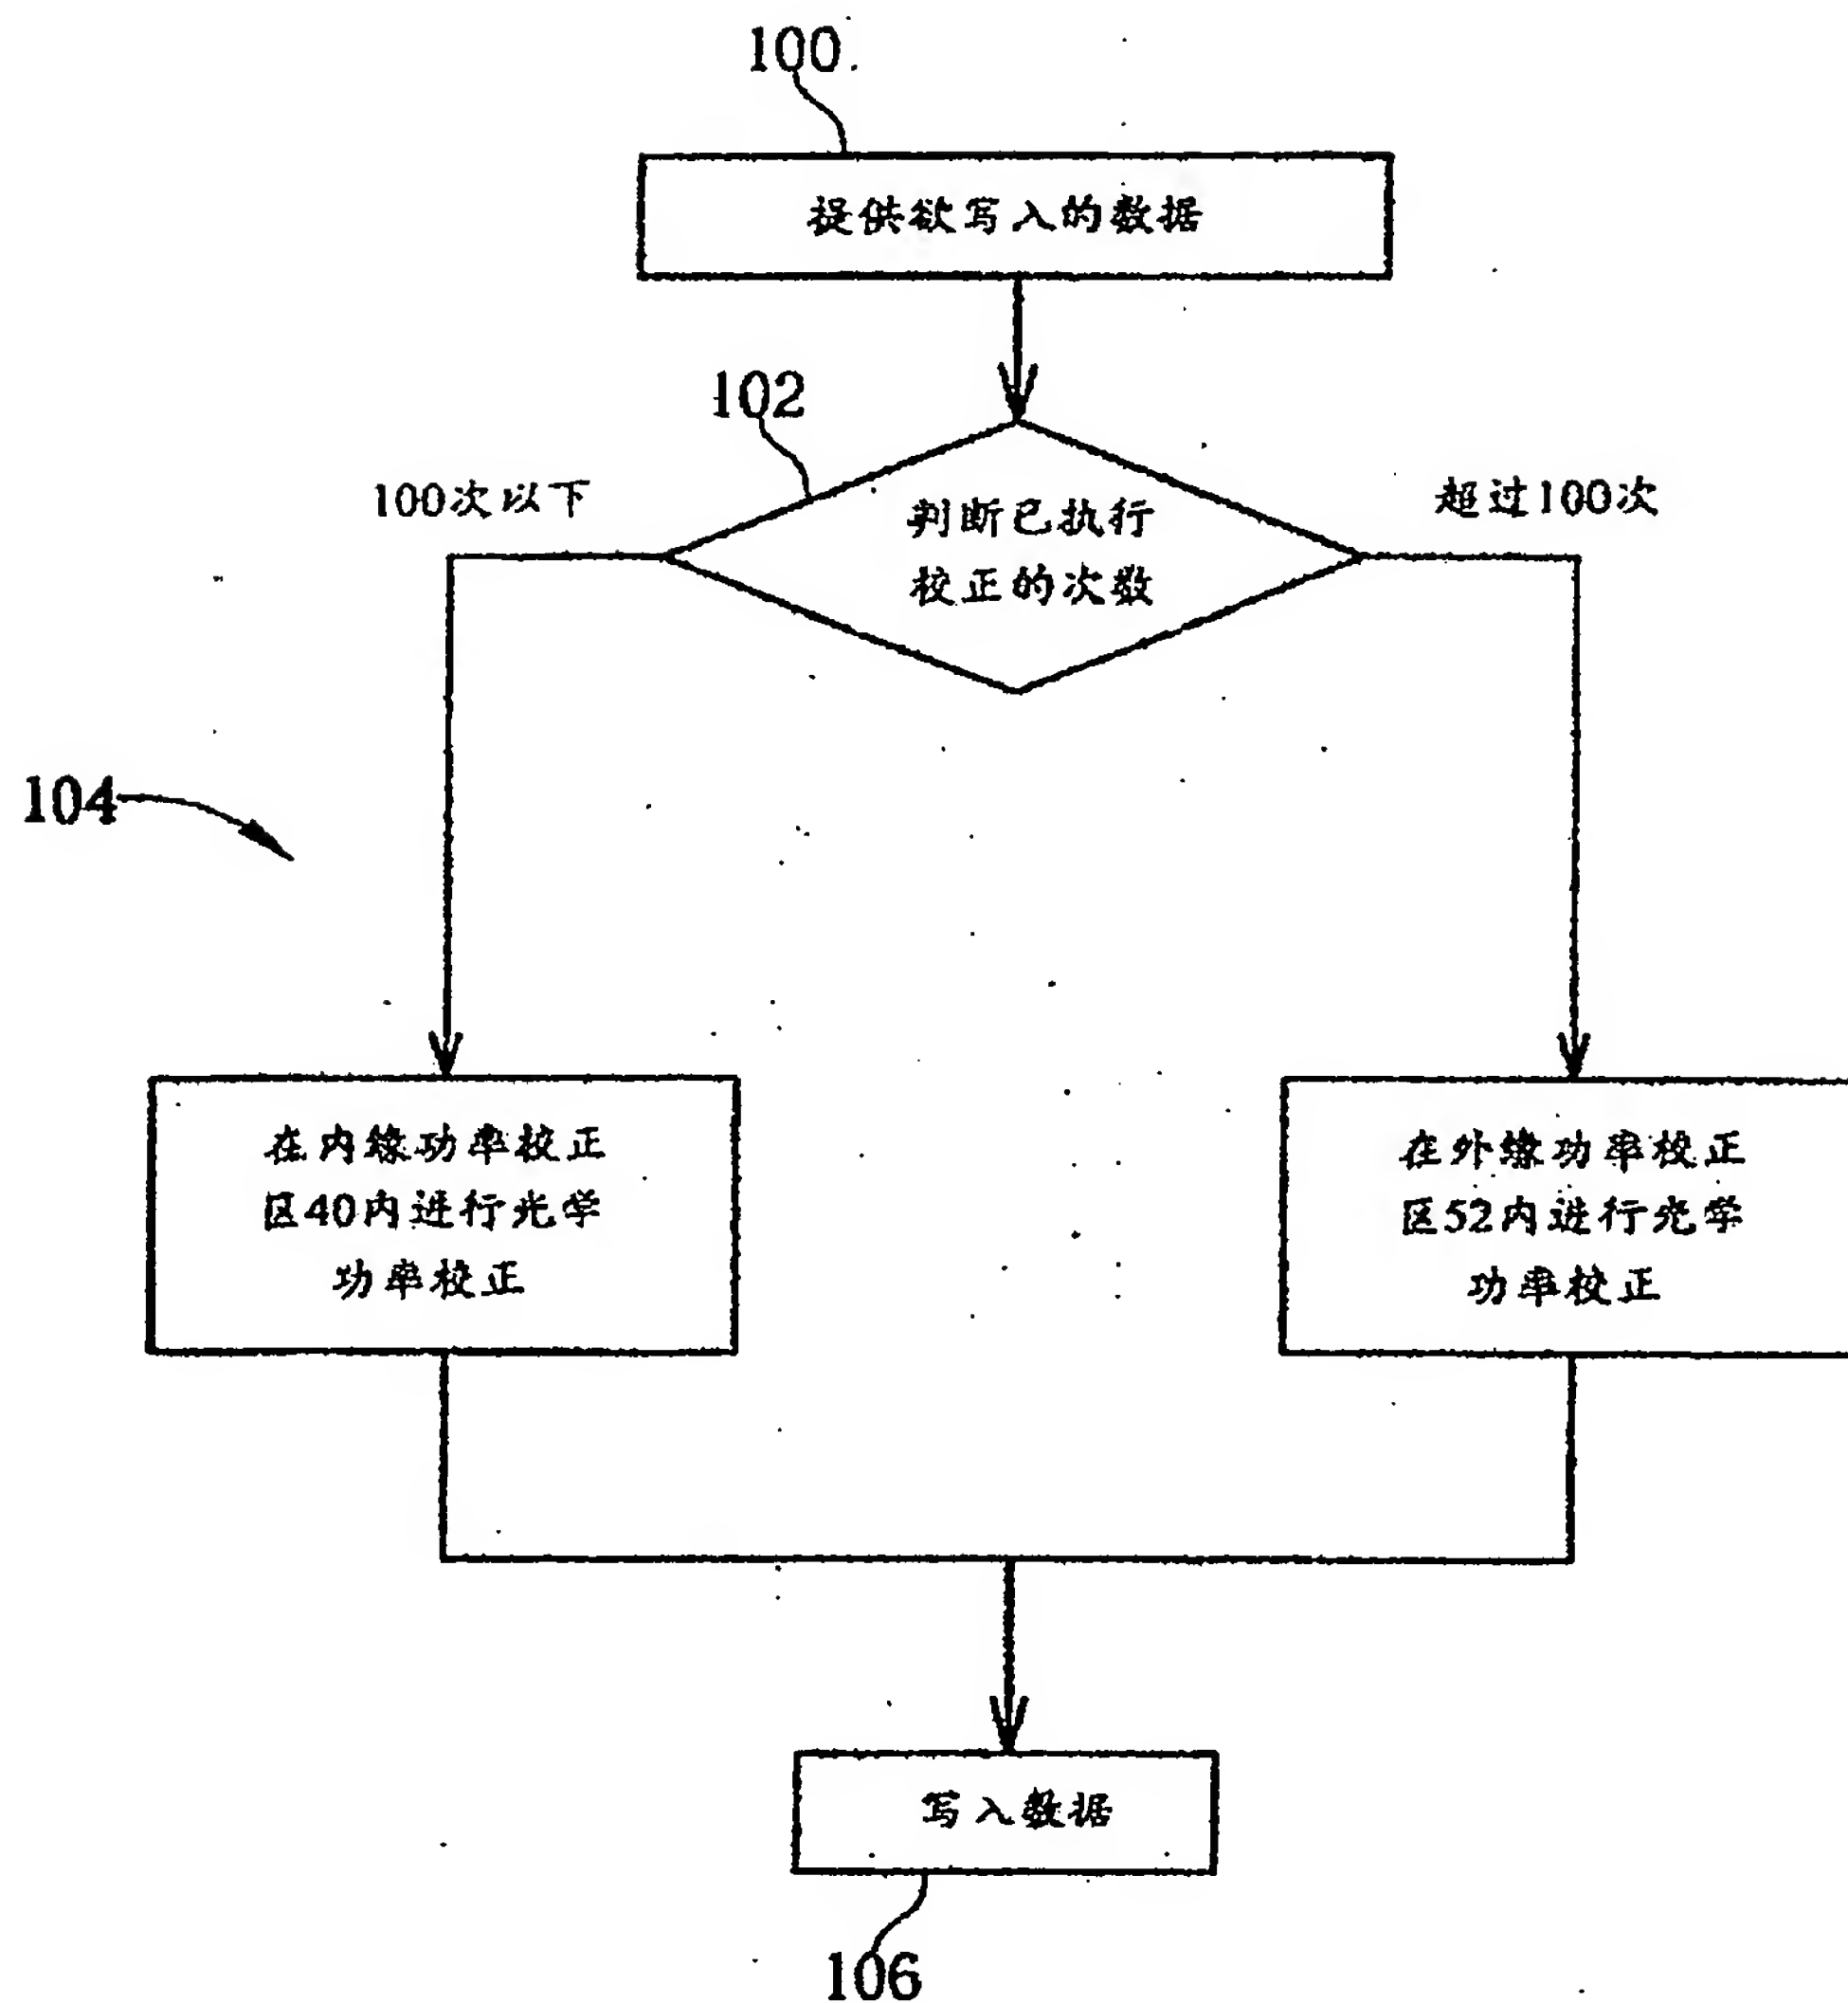 100
提供欲写入的数据
102
100次以下
超过100次
判断已执行
校正的次数
104
在内缘功率校正
区40内进行光学
功率校正
在外缘功率校正
区52内进行光学
功率校正
写入数据
106